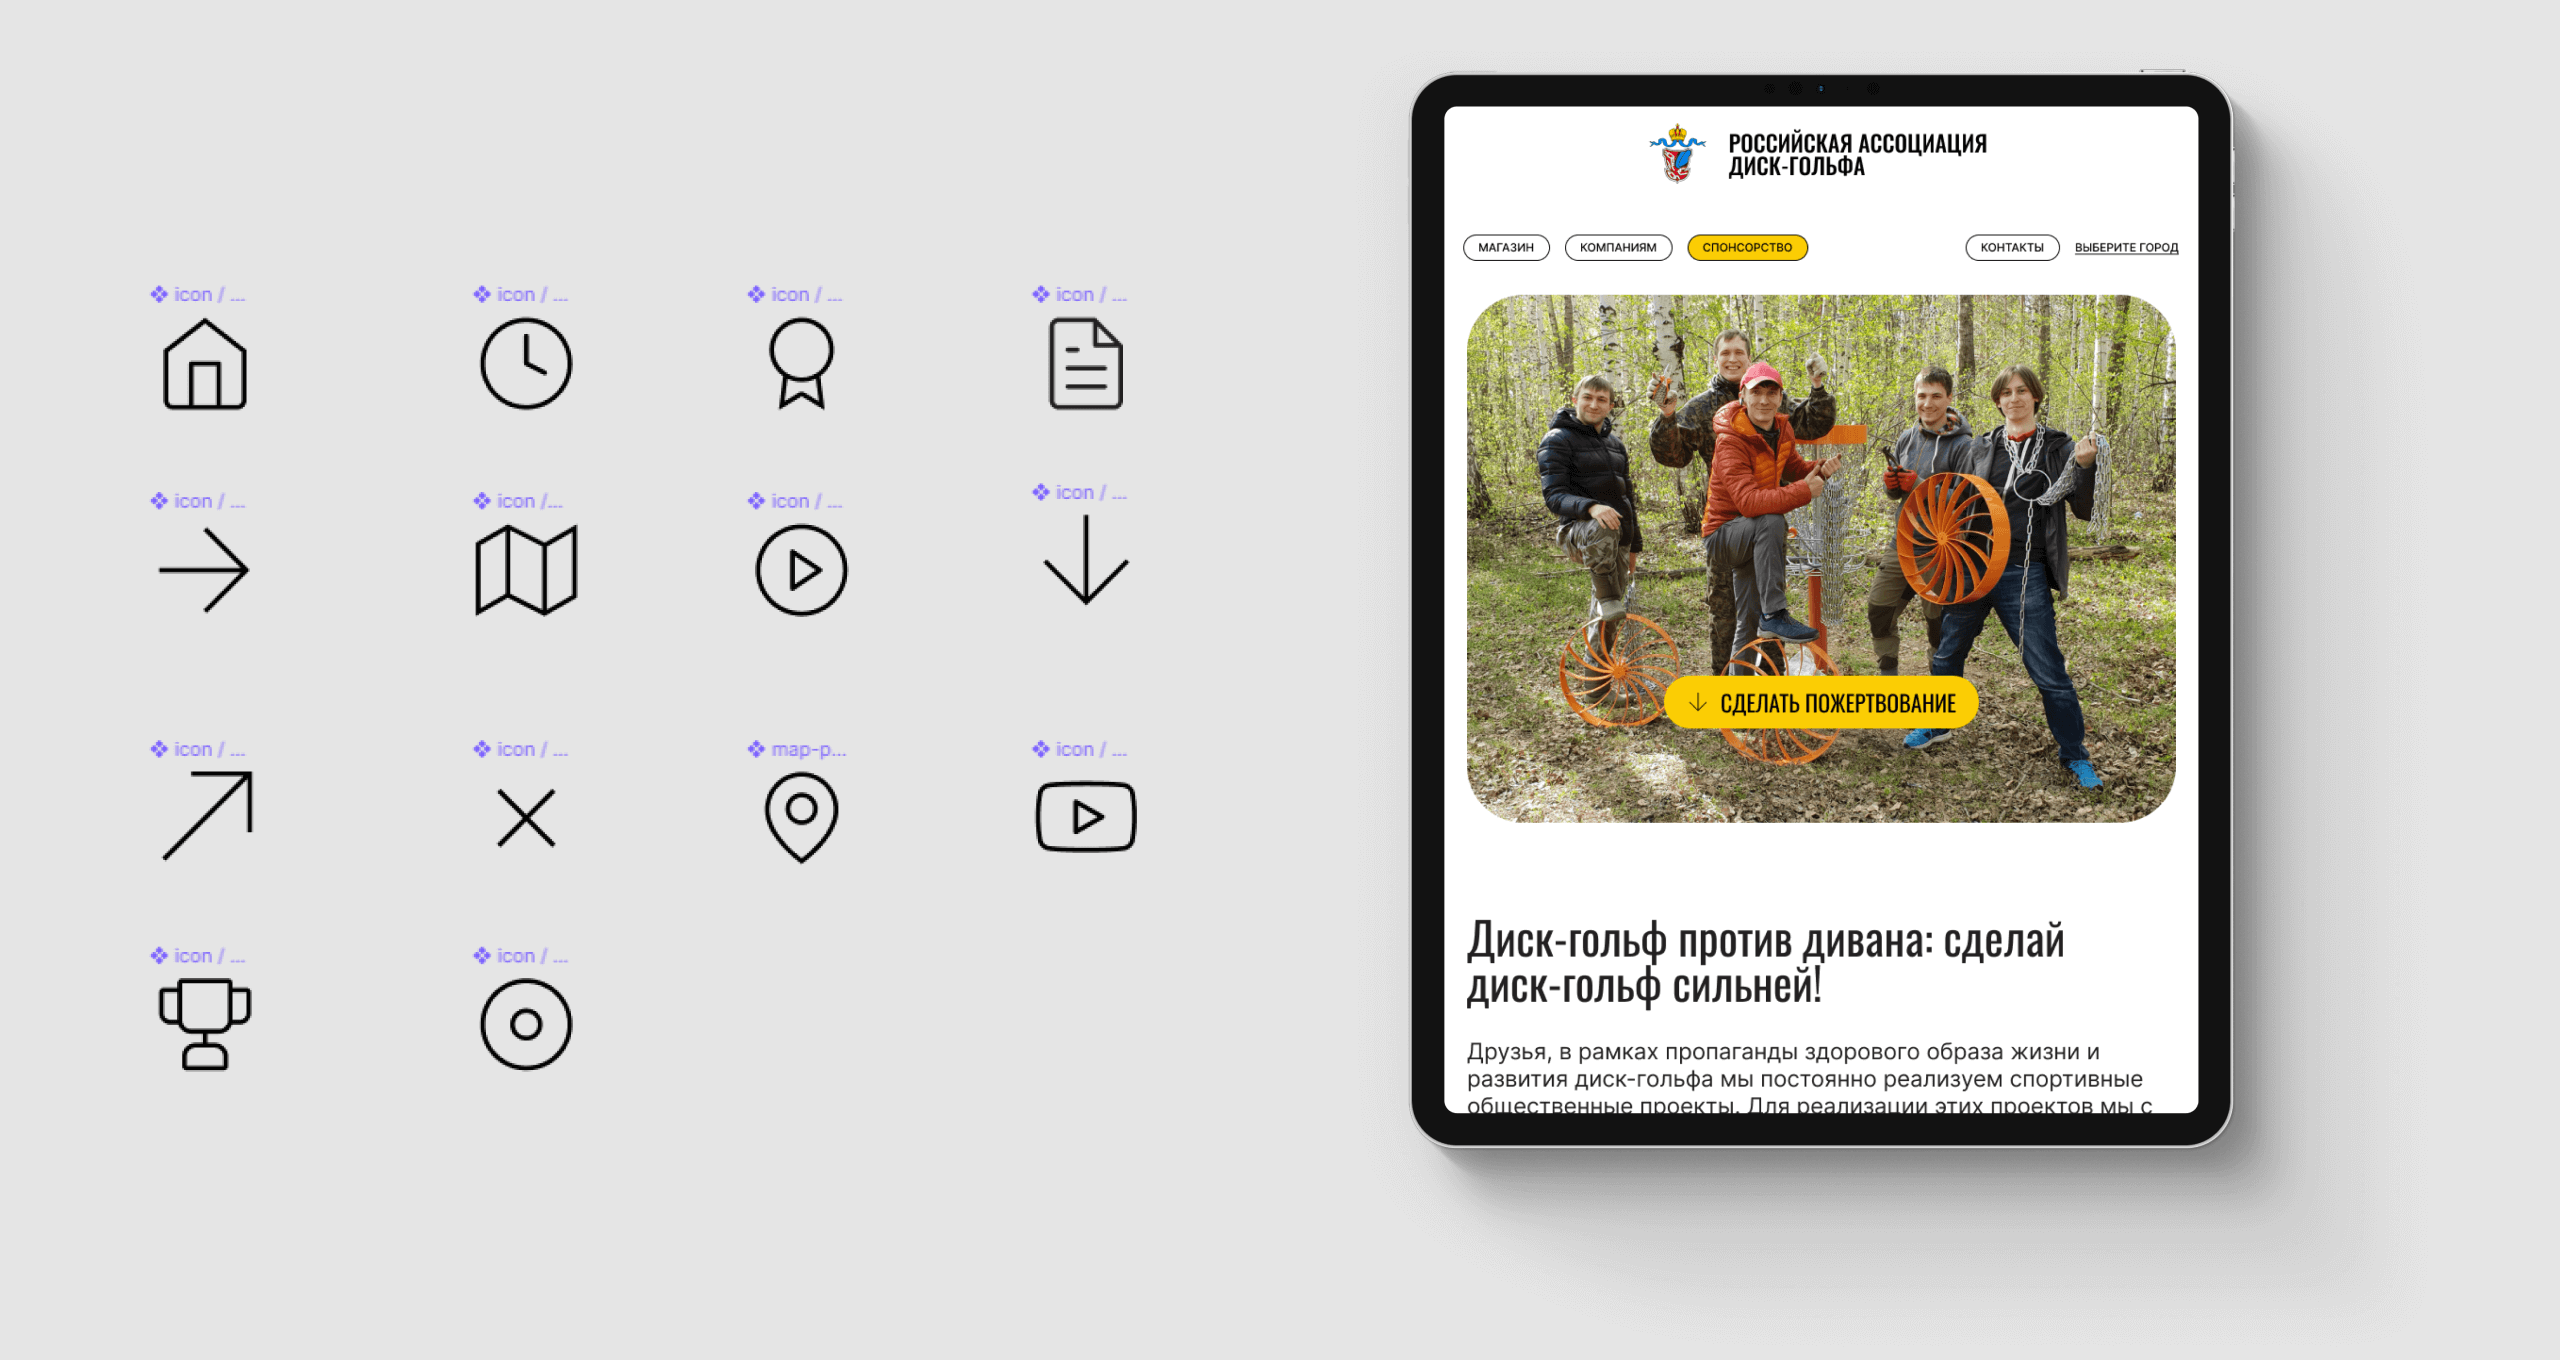 icon / ...
icon / ...
icon / ...
icon / ...
icon / ...
icon /...
icon / ...
icon / ...
icon / ...
icon / ...
map-p...
icon / ...
icon / ...
icon / ...
РОССИЙСКАЯ АССОЦИАЦИЯ
ДИСК-ГОЛЬФА
МАГАЗИН
КОМПАНИЯМ
СПОНСОРСТВО
КОНТАКТЫ
ВЫБЕРИТЕ ГОРОД
СДЕЛАТЬ ПОЖЕРТВОВАНИЕ
Диск-гольф против дивана: сделай
диск-гольф сильней!
Друзья, в рамках пропаганды здорового образа жизни и
развития диск-гольфа мы постоянно реализуем спортивные
общественные проекты. Для реализации этих проектов мы с